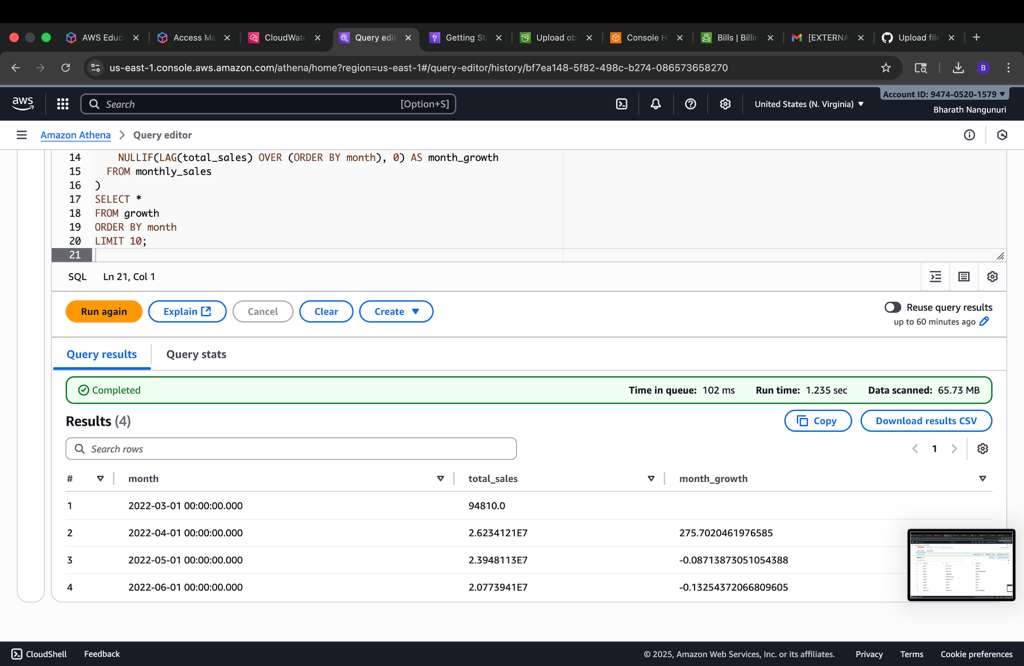 AWS Educ
Access Ma
CloudWat
Query edi
Getting St
Upload ob
Console H
Bills | Billin
[EXTERNA
Upload fil
us-east-1.console.aws.amazon.com/athena/home?region=us-east-1#/query-editor/history/bf7ea148-5f82-498c-b274-086573658270
B
aws
Search [Option+S]
United States (N. Virginia)
Account ID: 9474-0520-1579
Bharath Nangunuri
Amazon Athena
Query editor
14 NULLIF(LAG(total_sales) OVER (ORDER BY month), 0) AS month_growth
15 FROM monthly_sales
16 )
17 SELECT *
18 FROM growth
19 ORDER BY month
20 LIMIT 10;
21
SQL Ln 21, Col 1
Run again
Explain
Cancel
Clear
Create
Reuse query results
up to 60 minutes ago
Query results
Query stats
Completed
Time in queue: 102 ms Run time: 1.235 sec Data scanned: 65.73 MB
Results (4)
Copy
Download results CSV
Search rows
1
# month total_sales month_growth
1 2022-03-01 00:00:00.000 94810.0
2 2022-04-01 00:00:00.000 2.6234121E7 275.7020461976585
3 2022-05-01 00:00:00.000 2.3948113E7 -0.08713873051054388
4 2022-06-01 00:00:00.000 2.0773941E7 -0.13254372066809605
CloudShell
Feedback
© 2025, Amazon Web Services, Inc. or its affiliates.
Privacy
Terms
Cookie preferences